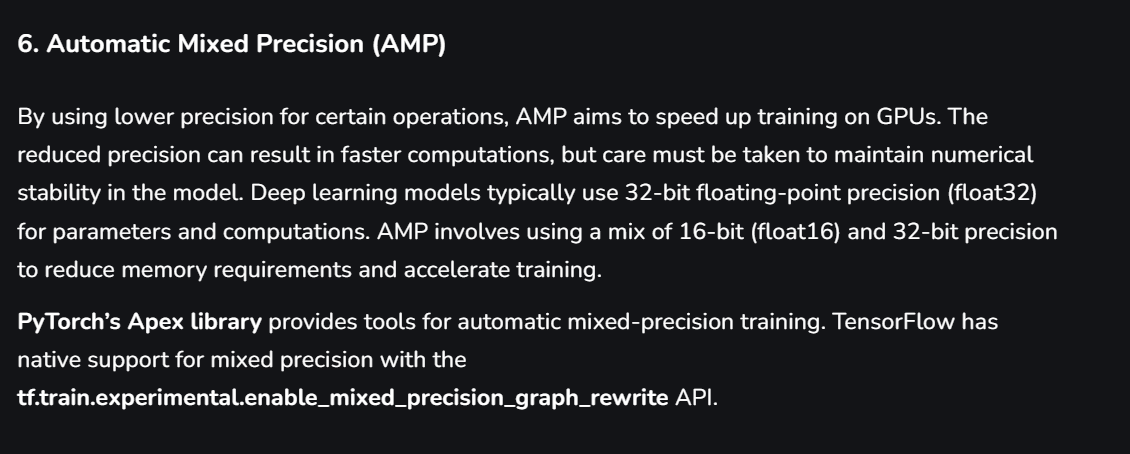 6. Automatic Mixed Precision (AMP)
By using lower precision for certain operations, AMP aims to speed up training on GPUs. The
reduced precision can result in faster computations, but care must be taken to maintain numerical
stability in the model. Deep learning models typically use 32-bit floating-point precision (float32)
for parameters and computations. AMP involves using a mix of 16-bit (float16) and 32-bit precision
to reduce memory requirements and accelerate training.
PyTorch’s Apex library provides tools for automatic mixed-precision training. TensorFlow has
native support for mixed precision with the
tf.train.experimental.enable_mixed_precision_graph_rewrite API.